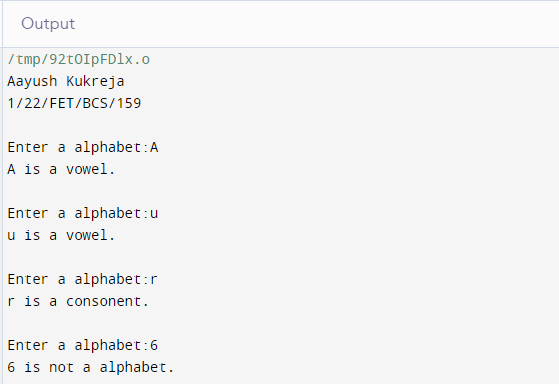 Output
/tmp/92tOIpFDlx.o
Aayush Kukreja
1/22/FET/BCS/159
Enter a alphabet:A
A is a vowel.
Enter a alphabet:u
u is a vowel.
Enter a alphabet:r
r is a consonent.
Enter a alphabet:6
6 is not a alphabet.